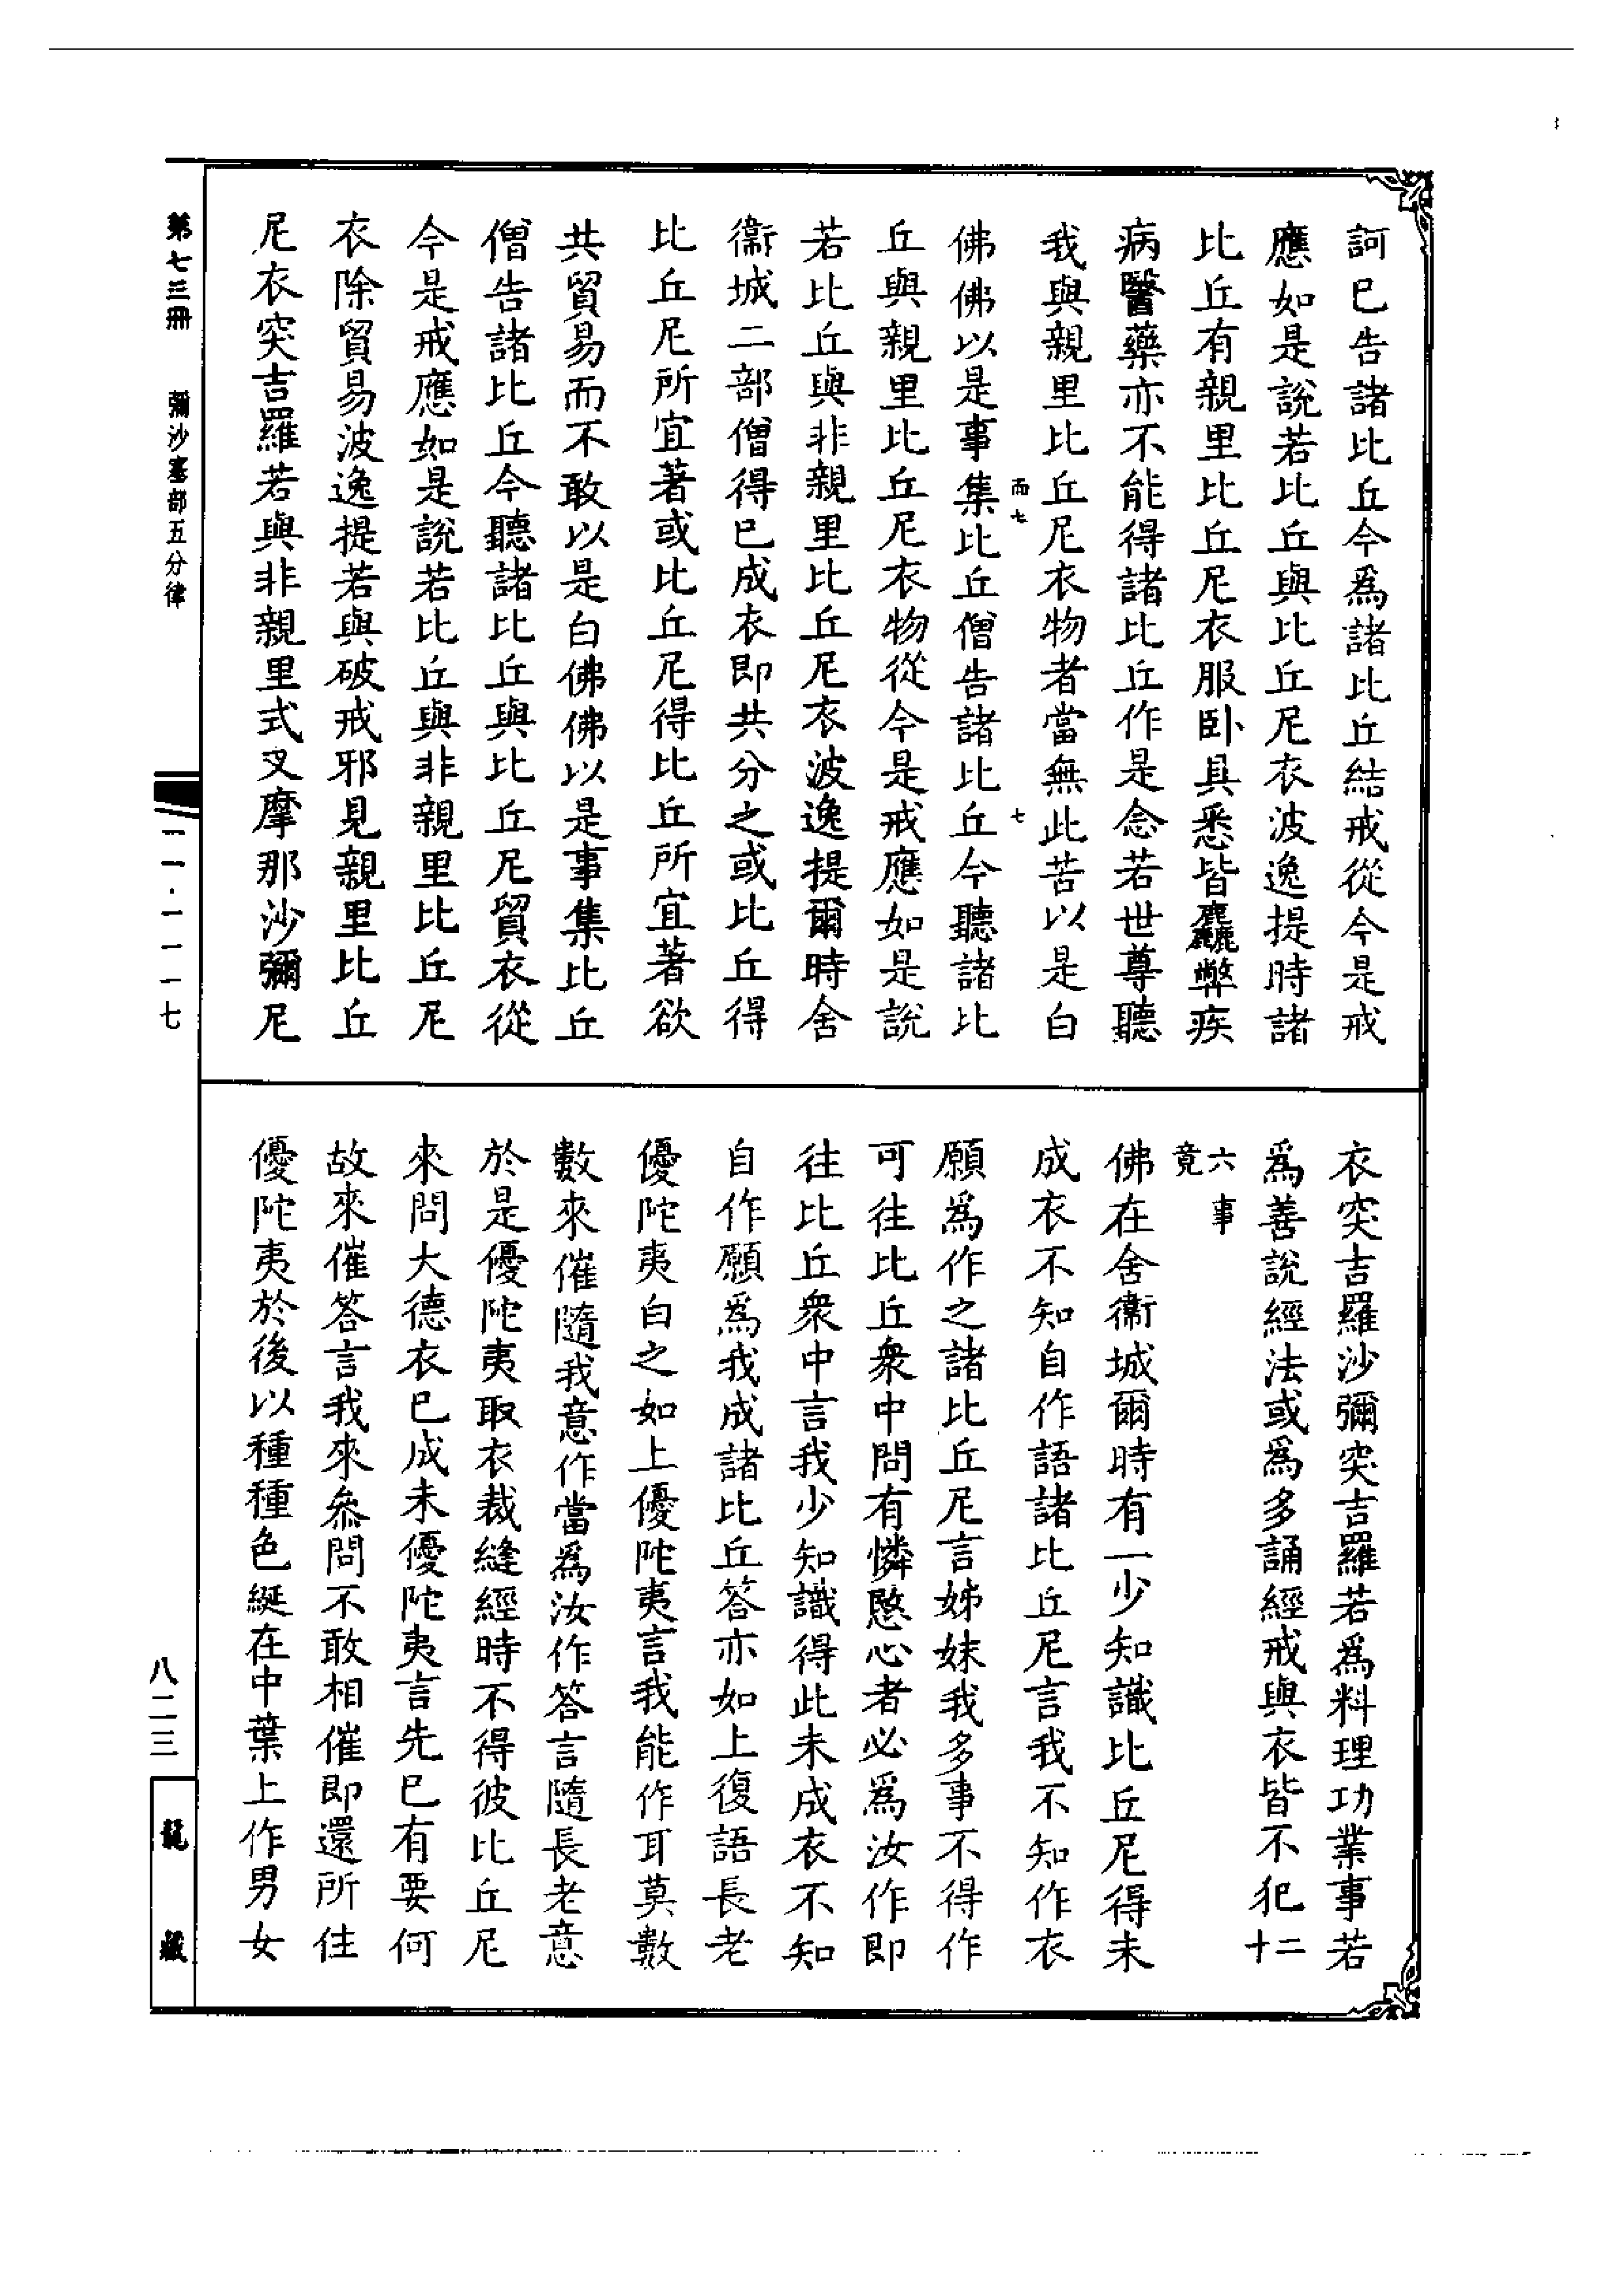 訶已告諸比丘今爲諸比丘結戒從今是戒
應如是說若比丘與比丘尼衣波逸提時諸
比丘有親里比丘尼衣服卧具悉皆麤弊疾
病醫藥亦不能得諸比丘作是念若世尊聽
我與親里比丘尼衣物者當無此苦以是白
而七
七
佛佛以是事集比丘僧告諸比丘今聽諸比
丘與親里比丘尼衣物從今是戒應如是說
若比丘與非親里比丘尼衣波逸提爾時舍
衞城二部僧得已成衣即共分之或比丘得
比丘尼所宜著或比丘尼得比丘所宜著欲
共貿易而不敢以是白佛佛以是事集比丘
僧告諸比丘今聽諸比丘與比丘尼貿衣從
今是戒應如是說若比丘與非親里比丘尼
衣除貿易波逸提若與破戒邪見親里比丘
尼衣突吉羅若與非親里式叉摩那沙彌尼
衣突吉羅沙彌突吉羅若爲料理功業事若
爲善說經法或爲多誦經戒與衣皆不犯二十
六事竟
佛在舍衞城爾時有一少知識比丘尼得未
成衣不知自作語諸比丘尼言我不知作衣
願爲作之諸比丘尼言姊妹我多事不得作
可往比丘衆中問有憐愍心者必爲汝作即
往比丘衆中言我少知識得此未成衣不知
自作願爲我成諸比丘答亦如上復語長老
優陀夷白之如上優陀夷言我能作耳莫數
數來催隨我意作當爲汝作答言隨長老意
於是優陀夷取衣裁縫經時不得彼比丘尼
來問大德衣已成未優陀夷言先已有要何
故來催答言我來叅問不敢相催即還所住
優陀夷於後以種種色綖在中葉上作男女
第七三冊
彌沙塞部五分律
一一·一一一七
八二三
龍藏